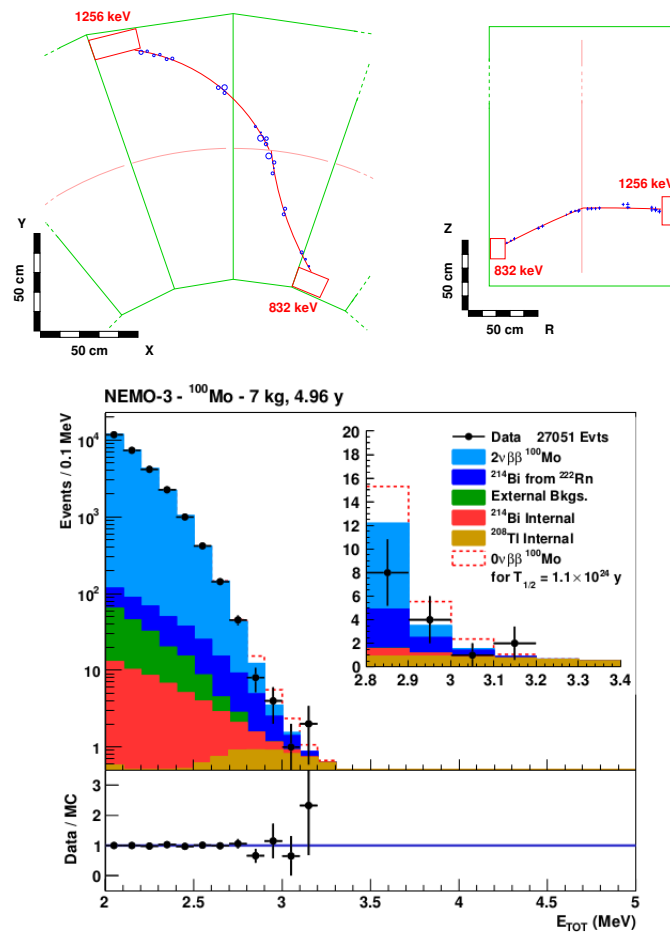 1256 keV
832 keV
Y
50 cm
50 cm
X
1256 keV
832 keV
Z
50 cm
50 cm
R
NEMO-3 - ¹⁰⁰Mo - 7 kg, 4.96 y
Events / 0.1 MeV
10⁴
10³
10²
10
1
20
18
16
14
12
10
8
6
4
2
0
2.8 2.9 3 3.1 3.2 3.3 3.4
Data 27051 Evts
2νββ ¹⁰⁰Mo
²¹⁴Bi from ²²²Rn
External Bkgs.
²¹⁴Bi Internal
²⁰⁸Tl Internal
0νββ ¹⁰⁰Mo
for T₁/₂ = 1.1×10²⁴ y
Data / MC
3
2
1
0
2 2.5 3 3.5 4 4.5 5
E_TOT (MeV)